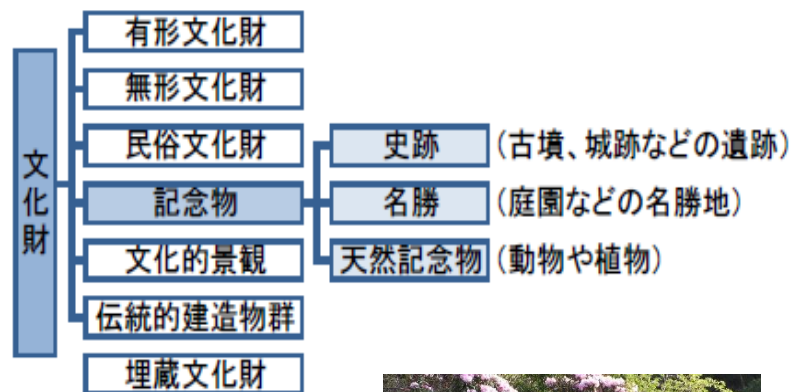 文化財
有形文化財
無形文化財
民俗文化財
記念物
文化的景観
伝統的建造物群
埋蔵文化財
史跡 (古墳、城跡などの遺跡)
名勝 (庭園などの名勝地)
天然記念物 (動物や植物)